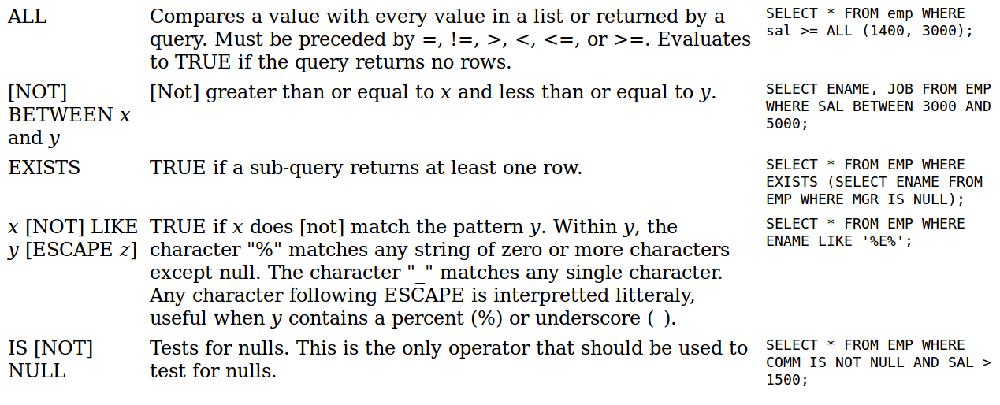 ALL
Compares a value with every value in a list or returned by a
query. Must be preceded by =, !=, >, <, <=, or >=. Evaluates
to TRUE if the query returns no rows.
SELECT * FROM emp WHERE
sal >= ALL (1400, 3000);
[NOT]
BETWEEN x
and y
[Not] greater than or equal to x and less than or equal to y.
SELECT ENAME, JOB FROM EMP
WHERE SAL BETWEEN 3000 AND
5000;
EXISTS
TRUE if a sub-query returns at least one row.
SELECT * FROM EMP WHERE
EXISTS (SELECT ENAME FROM
EMP WHERE MGR IS NULL);
x [NOT] LIKE
y [ESCAPE z]
TRUE if x does [not] match the pattern y. Within y, the
character "%" matches any string of zero or more characters
except null. The character "_" matches any single character.
Any character following ESCAPE is interpretted litteraly,
useful when y contains a percent (%) or underscore (_).
SELECT * FROM EMP WHERE
ENAME LIKE '%E%';
IS [NOT]
NULL
Tests for nulls. This is the only operator that should be used to
test for nulls.
SELECT * FROM EMP WHERE
COMM IS NOT NULL AND SAL >
1500;